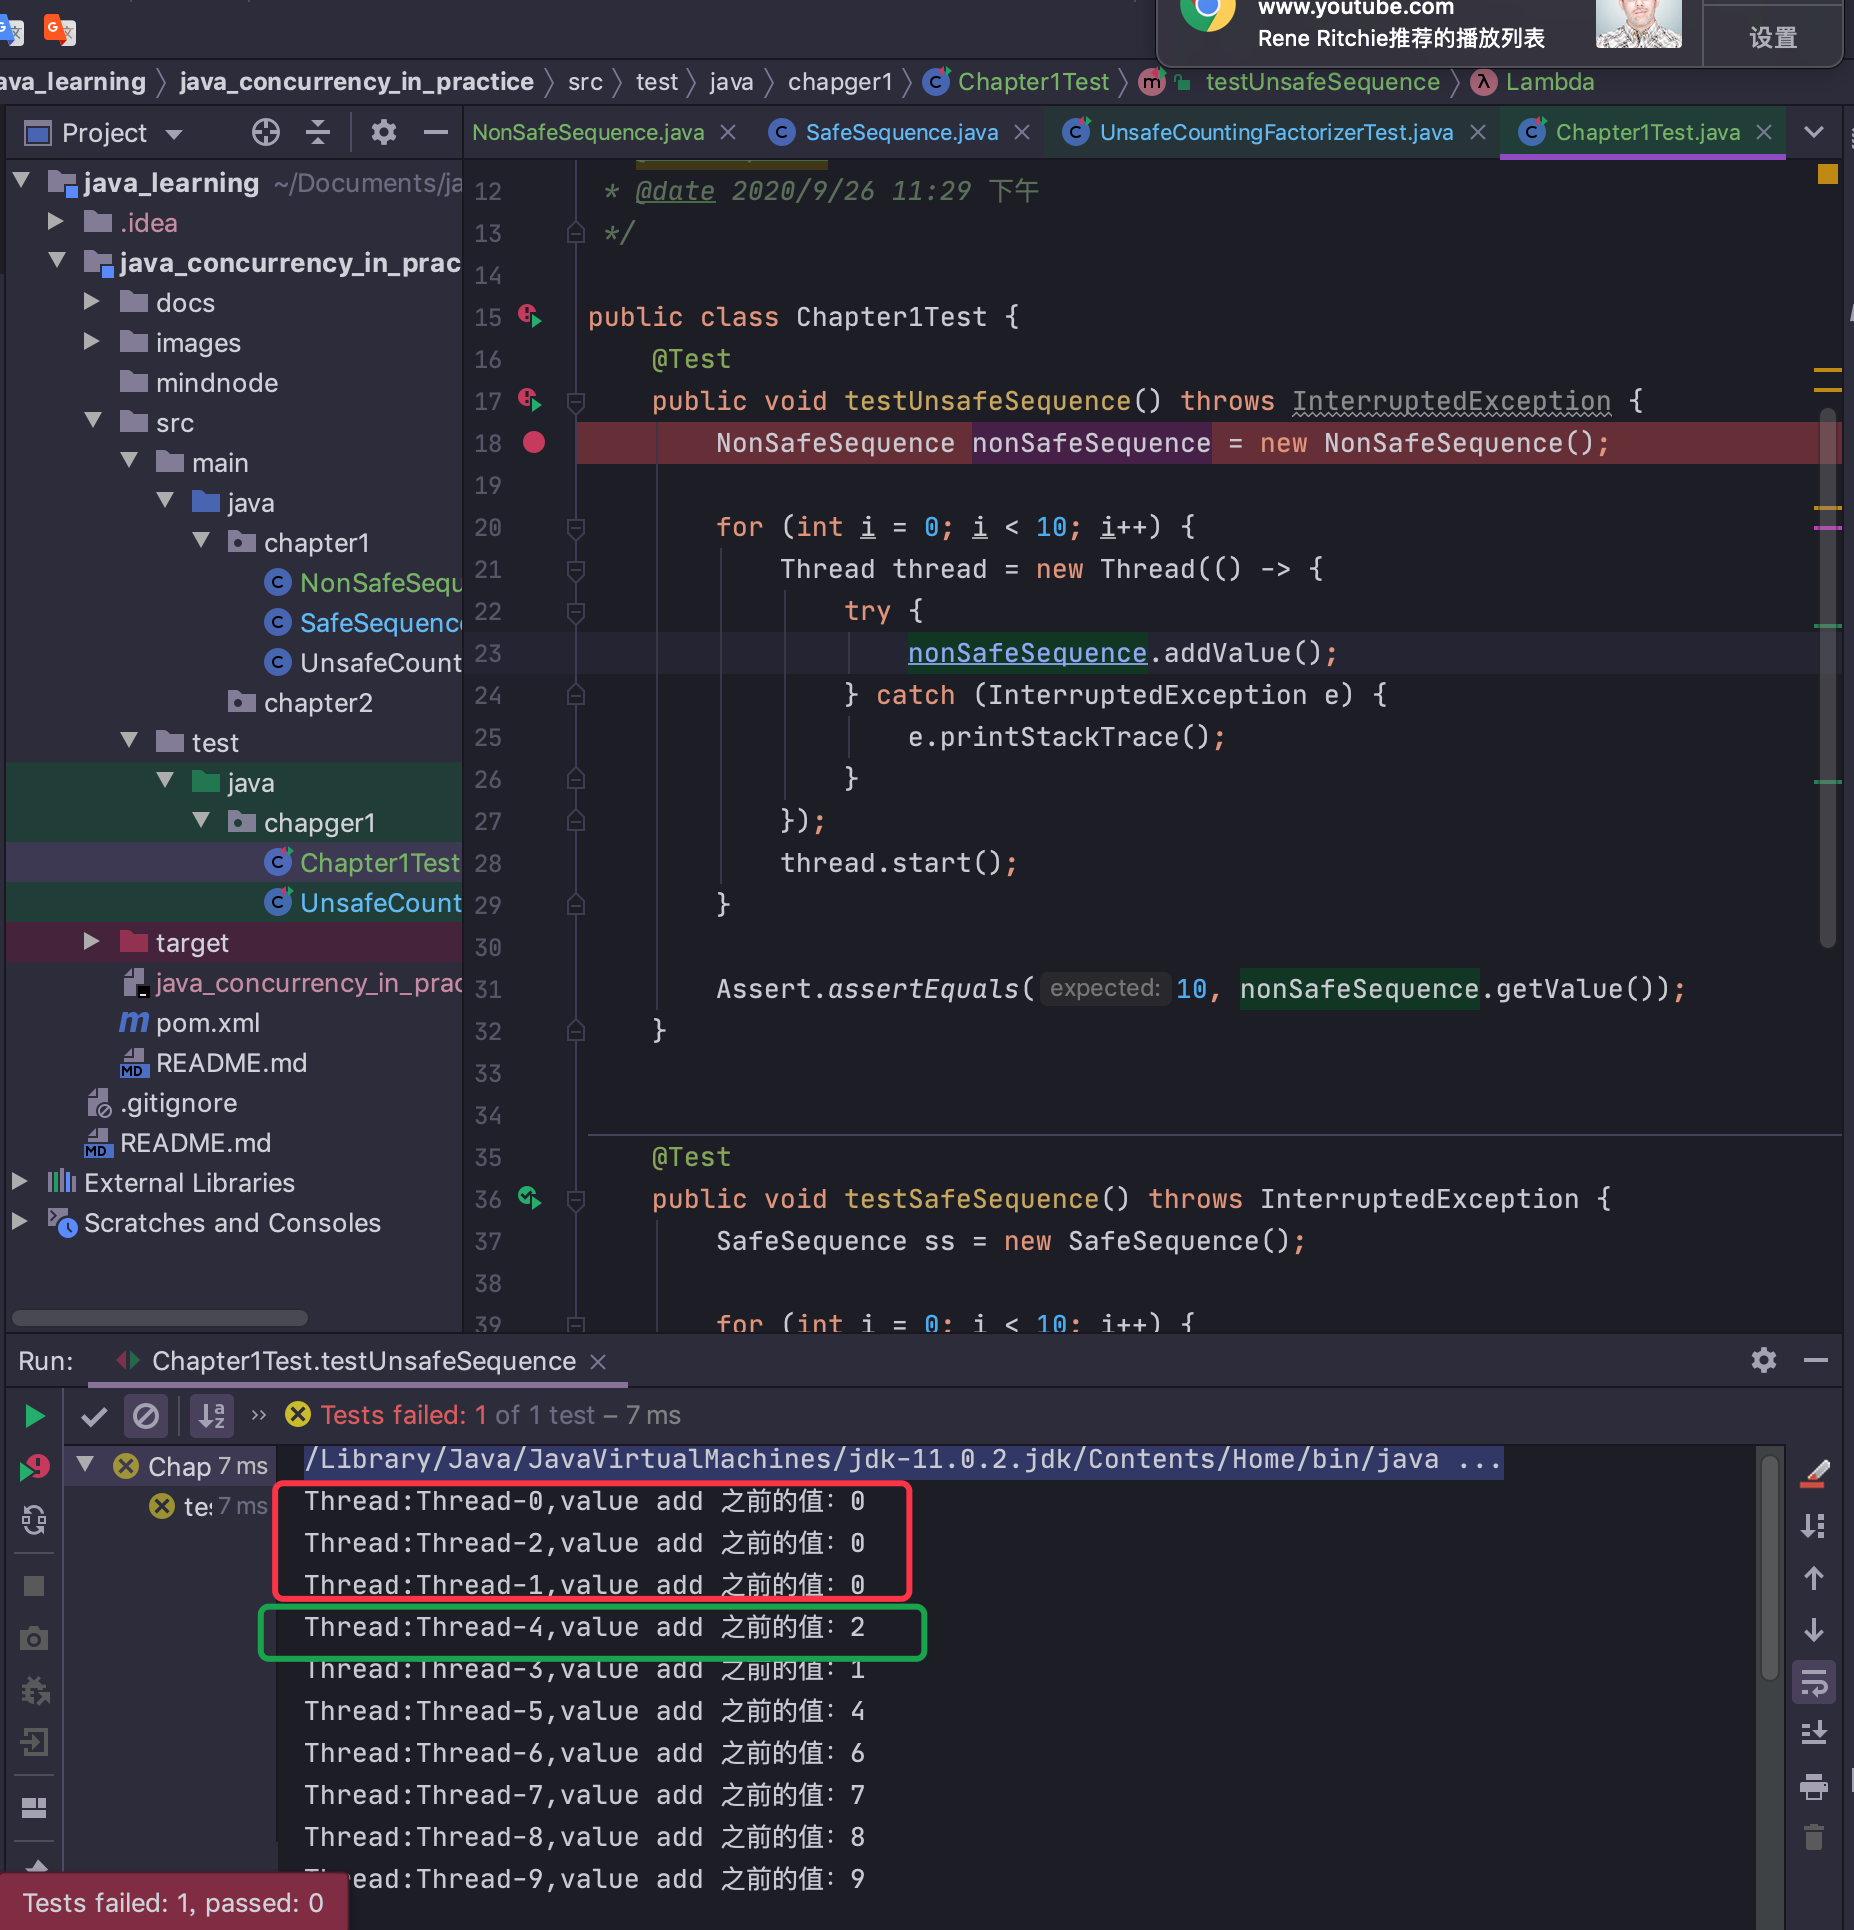 www.youtube.com
Rene Ritchie推荐的播放列表
设置
ava_learning java_concurrency_in_practice src test java chapger1 Chapter1Test testUnsafeSequence Lambda
Project
NonSafeSequence.java SafeSequence.java UnsafeCountingFactorizerTest.java Chapter1Test.java
java_learning ~/Documents/ja
.idea
java_concurrency_in_prac
docs
images
mindnode
src
main
java
chapter1
NonSafeSequ
SafeSequence
UnsafeCount
chapter2
test
java
chapger1
Chapter1Test
UnsafeCount
target
java_concurrency_in_prac
pom.xml
README.md
.gitignore
README.md
External Libraries
Scratches and Consoles
12 * @date 2020/9/26 11:29 下午
13 */
14
15 public class Chapter1Test {
16 @Test
17 public void testUnsafeSequence() throws InterruptedException {
18 NonSafeSequence nonSafeSequence = new NonSafeSequence();
19
20 for (int i = 0; i < 10; i++) {
21 Thread thread = new Thread(() -> {
22 try {
23 nonSafeSequence.addValue();
24 } catch (InterruptedException e) {
25 e.printStackTrace();
26 }
27 });
28 thread.start();
29 }
30
31 Assert.assertEquals( expected: 10, nonSafeSequence.getValue());
32 }
33
34
35 @Test
36 public void testSafeSequence() throws InterruptedException {
37 SafeSequence ss = new SafeSequence();
38
39 for (int i = 0; i < 10; i++) {
Run: Chapter1Test.testUnsafeSequence
Tests failed: 1 of 1 test – 7 ms
Chap 7 ms
tes 7 ms
/Library/Java/JavaVirtualMachines/jdk-11.0.2.jdk/Contents/Home/bin/java ...
Thread:Thread-0,value add 之前的值: 0
Thread:Thread-2,value add 之前的值: 0
Thread:Thread-1,value add 之前的值: 0
Thread:Thread-4,value add 之前的值: 2
Thread:Thread-3,value add 之前的值: 1
Thread:Thread-5,value add 之前的值: 4
Thread:Thread-6,value add 之前的值: 6
Thread:Thread-7,value add 之前的值: 7
Thread:Thread-8,value add 之前的值: 8
ead:Thread-9,value add 之前的值: 9
Tests failed: 1, passed: 0